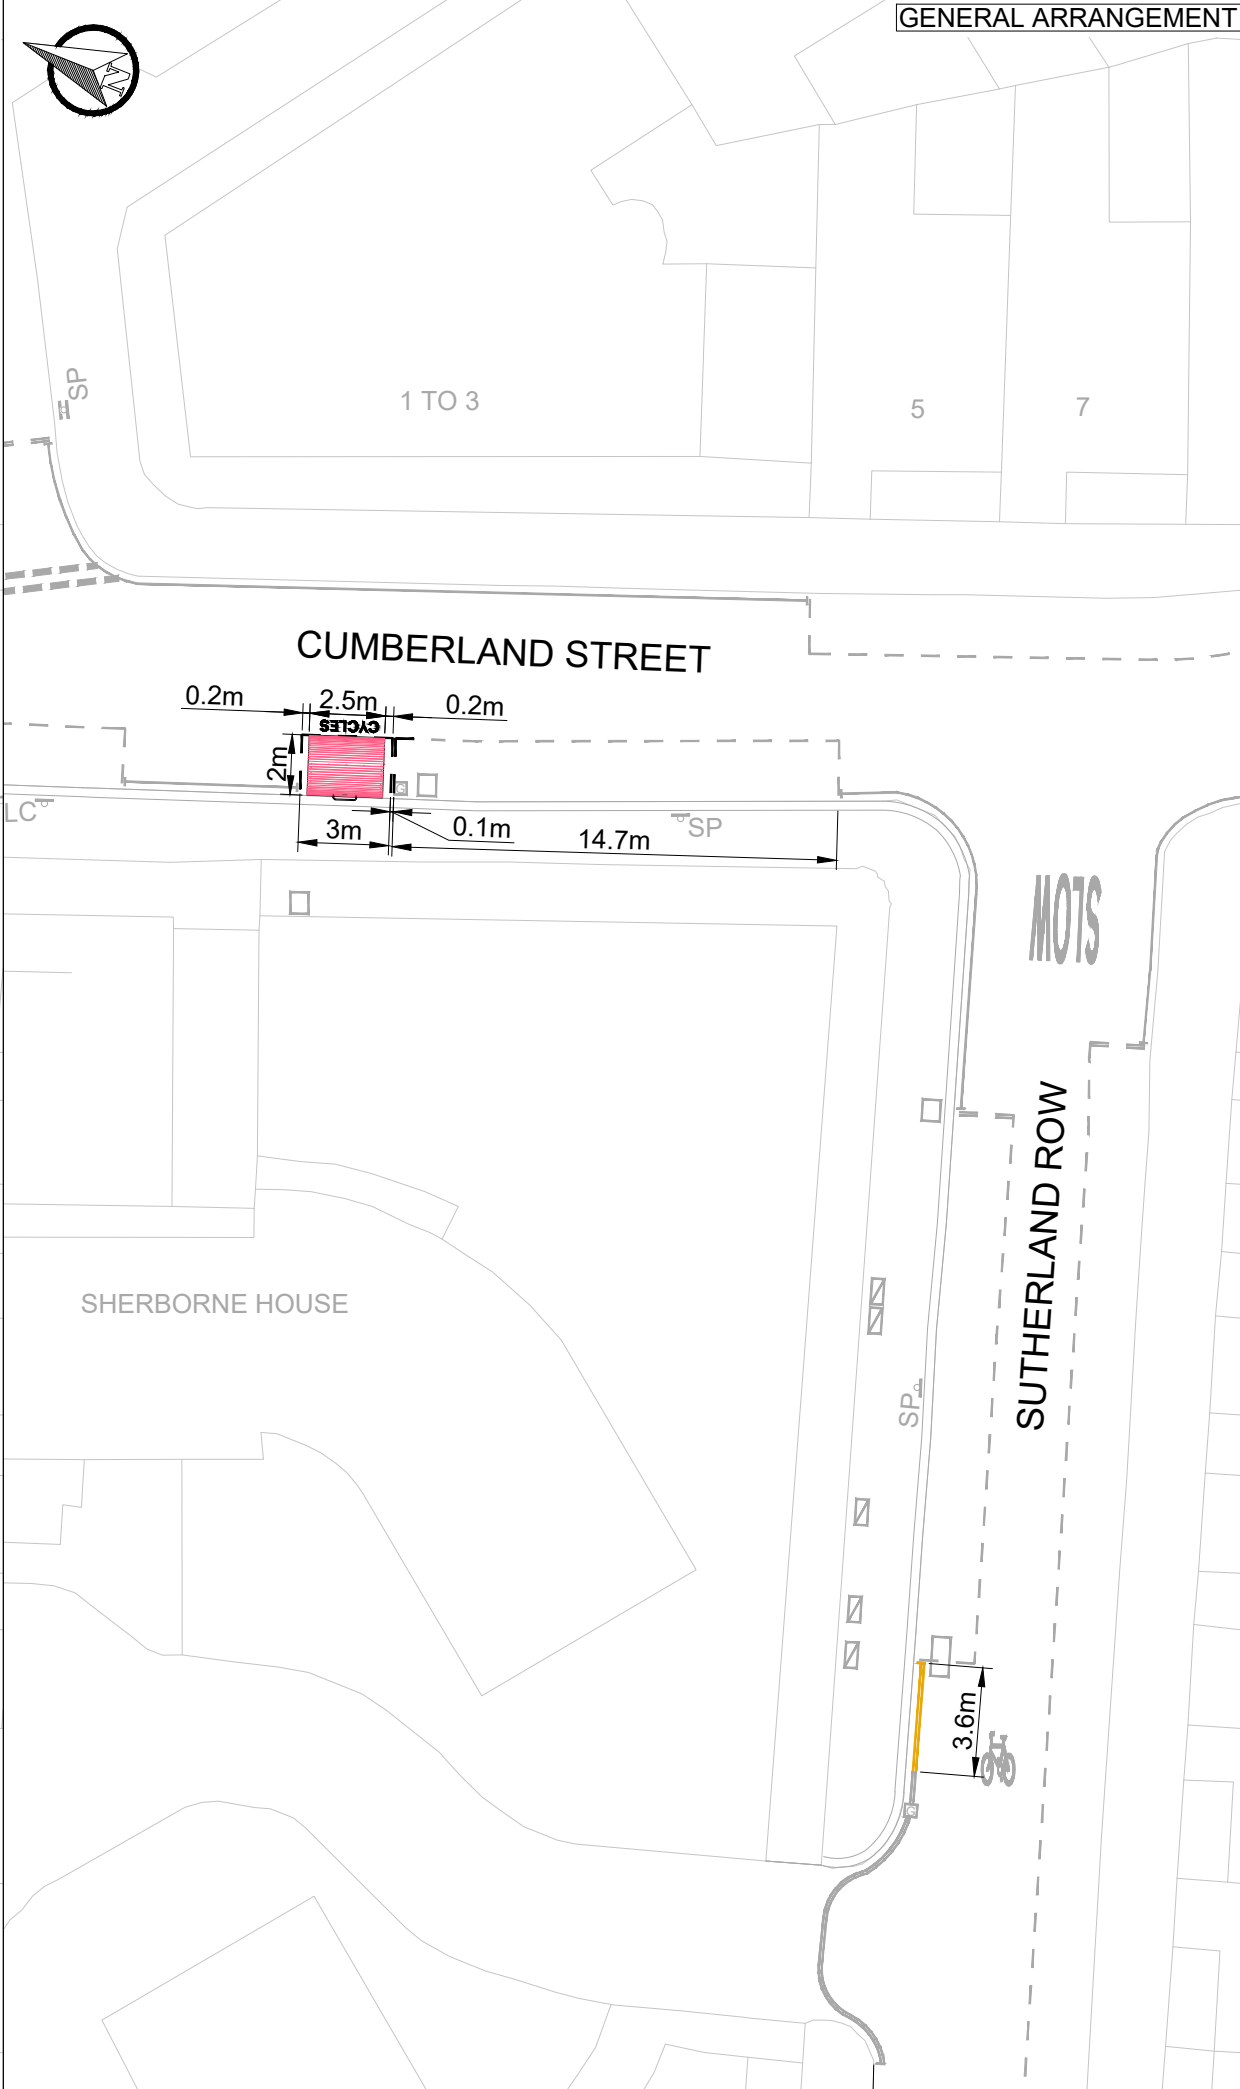 GENERAL ARRANGEMENT
N
SP
1 TO 3
5
7
CUMBERLAND STREET
0.2m
2.5m
0.2m
CYCLES
2m
G
LC
3m
0.1m
14.7m
SP
SLOW
SUTHERLAND ROW
SHERBORNE HOUSE
SP
3.6m
G